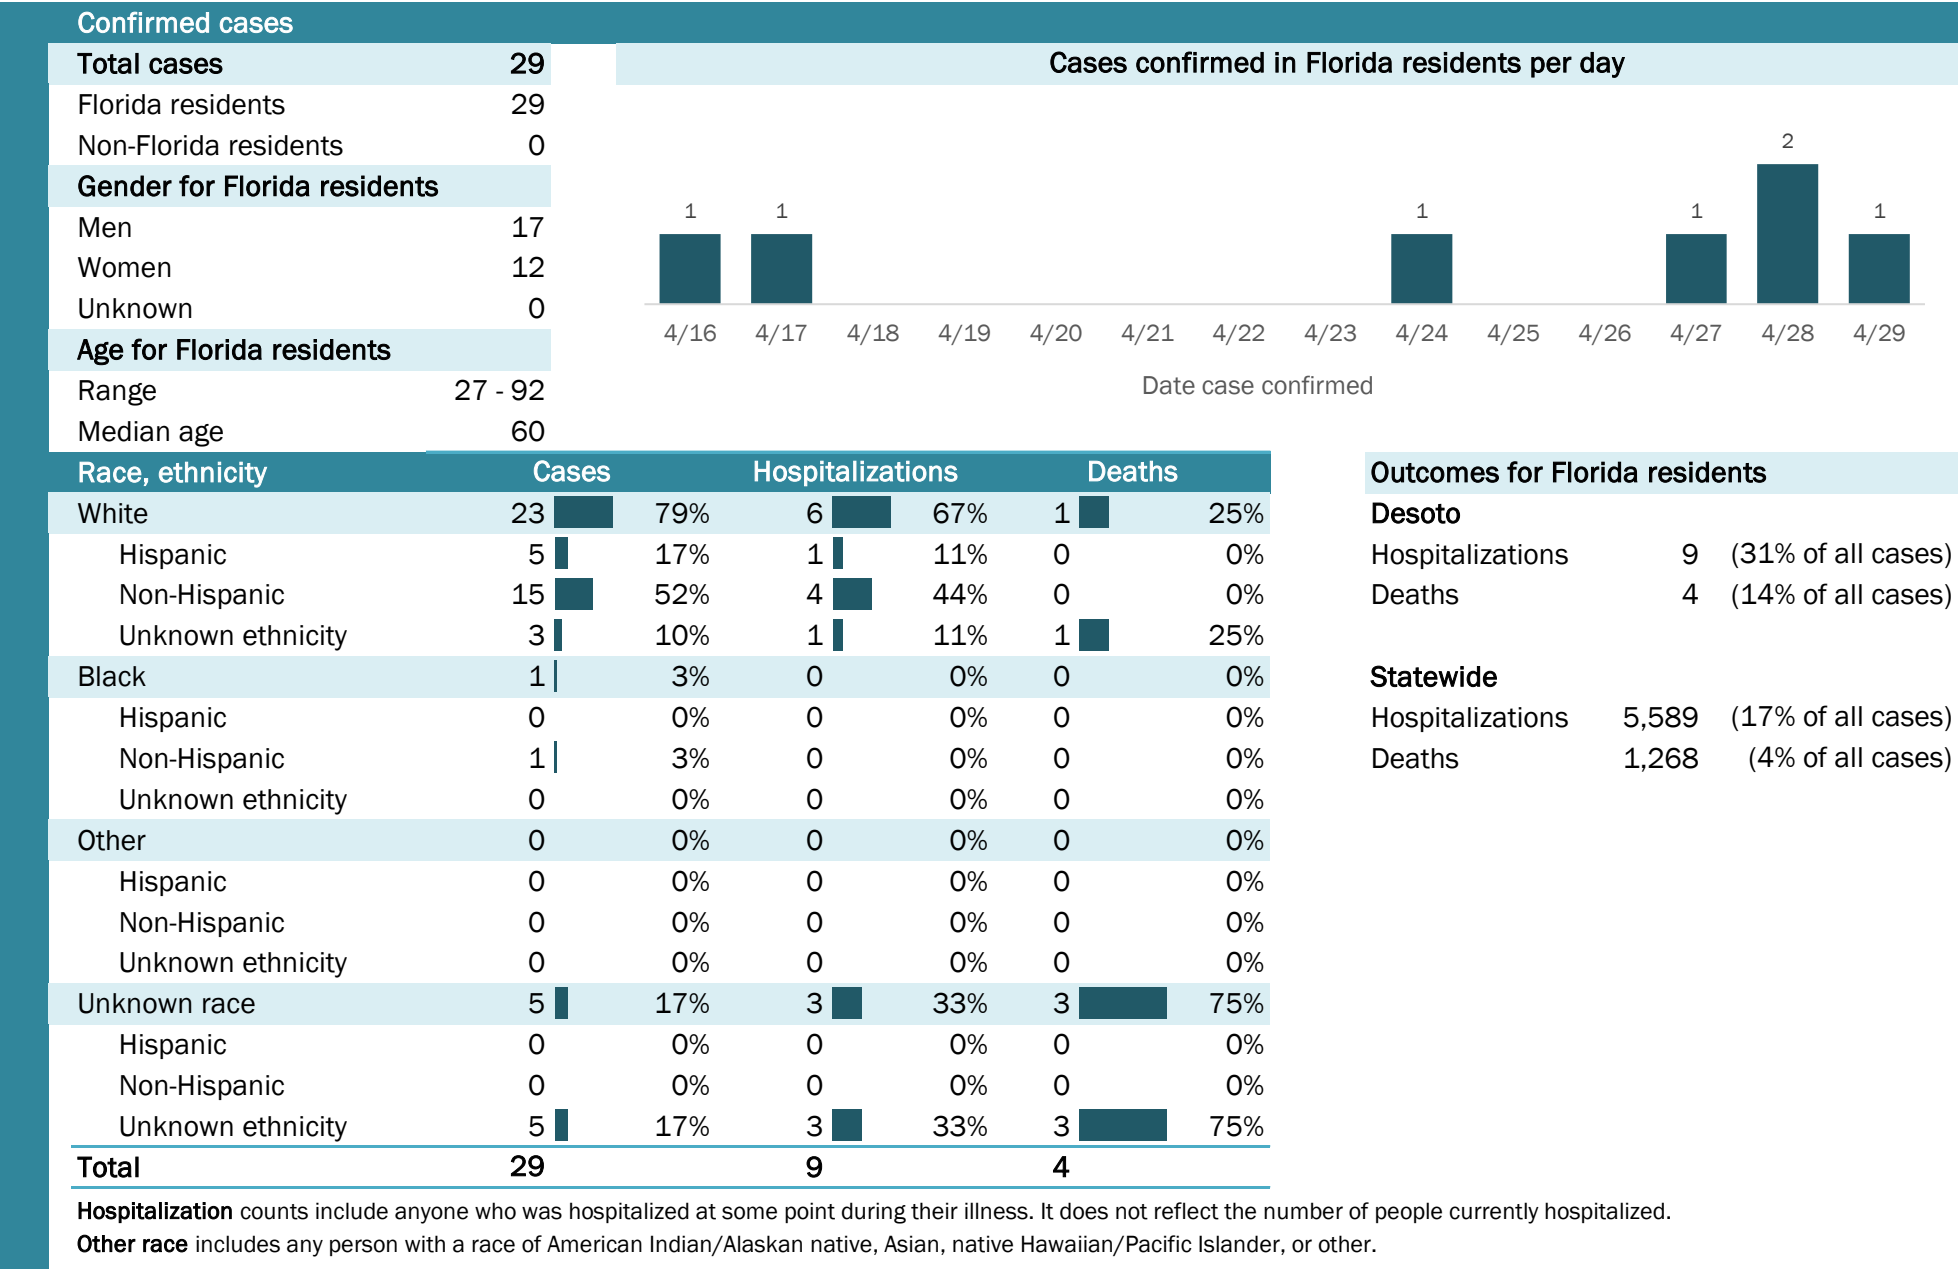 Confirmed cases
Total cases 29
Florida residents 29
Non-Florida residents 0
Gender for Florida residents
Men 17
Women 12
Unknown 0
Age for Florida residents
Range 27 - 92
Median age 60
Cases confirmed in Florida residents per day
1 1 1 1 2 1
4/16 4/17 4/18 4/19 4/20 4/21 4/22 4/23 4/24 4/25 4/26 4/27 4/28 4/29
Date case confirmed
Race, ethnicity Cases Hospitalizations Deaths
White 23 79% 6 67% 1 25%
Hispanic 5 17% 1 11% 0 0%
Non-Hispanic 15 52% 4 44% 0 0%
Unknown ethnicity 3 10% 1 11% 1 25%
Black 1 3% 0 0% 0 0%
Hispanic 0 0% 0 0% 0 0%
Non-Hispanic 1 3% 0 0% 0 0%
Unknown ethnicity 0 0% 0 0% 0 0%
Other 0 0% 0 0% 0 0%
Hispanic 0 0% 0 0% 0 0%
Non-Hispanic 0 0% 0 0% 0 0%
Unknown ethnicity 0 0% 0 0% 0 0%
Unknown race 5 17% 3 33% 3 75%
Hispanic 0 0% 0 0% 0 0%
Non-Hispanic 0 0% 0 0% 0 0%
Unknown ethnicity 5 17% 3 33% 3 75%
Total 29 9 4
Outcomes for Florida residents
Desoto
Hospitalizations 9 (31% of all cases)
Deaths 4 (14% of all cases)
Statewide
Hospitalizations 5,589 (17% of all cases)
Deaths 1,268 (4% of all cases)
Hospitalization counts include anyone who was hospitalized at some point during their illness. It does not reflect the number of people currently hospitalized.
Other race includes any person with a race of American Indian/Alaskan native, Asian, native Hawaiian/Pacific Islander, or other.